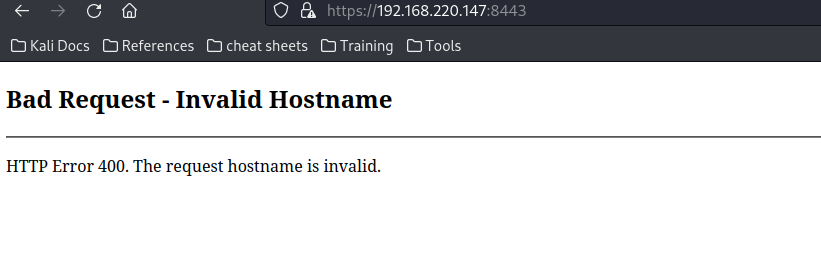 https://192.168.220.147:8443
Kali Docs References cheat sheets Training Tools
Bad Request - Invalid Hostname
HTTP Error 400. The request hostname is invalid.